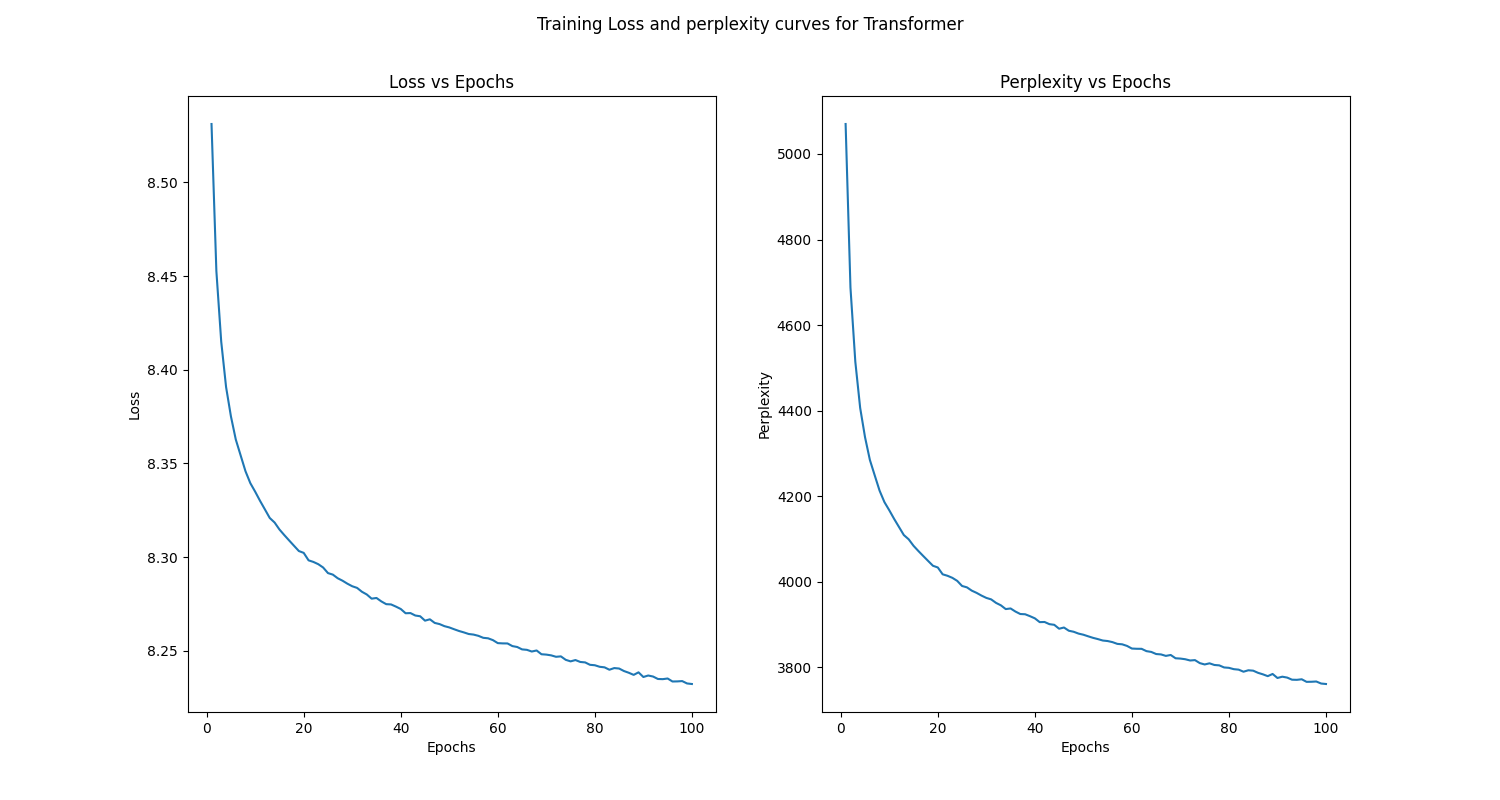 Training Loss and perplexity curves for Transformer
Loss vs Epochs
8.50
8.45
8.40
8.35
8.30
8.25
Loss
0 20 40 60 80 100
Epochs
Perplexity vs Epochs
5000
4800
4600
4400
4200
4000
3800
Perplexity
0 20 40 60 80 100
Epochs